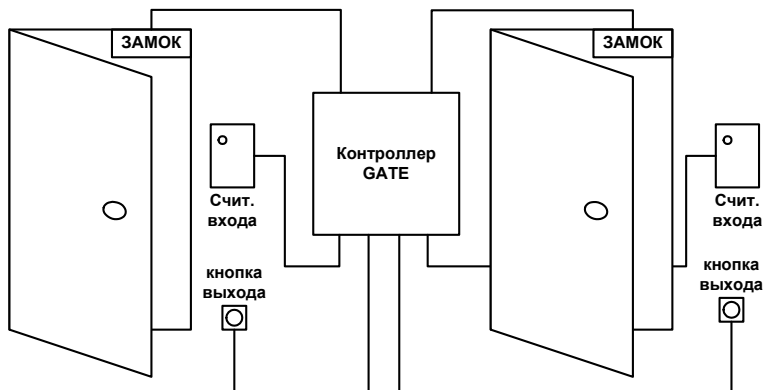 ЗАМОК
ЗАМОК
Контроллер
GATE
Счит.
входа
Счит.
входа
кнопка
выхода
кнопка
выхода